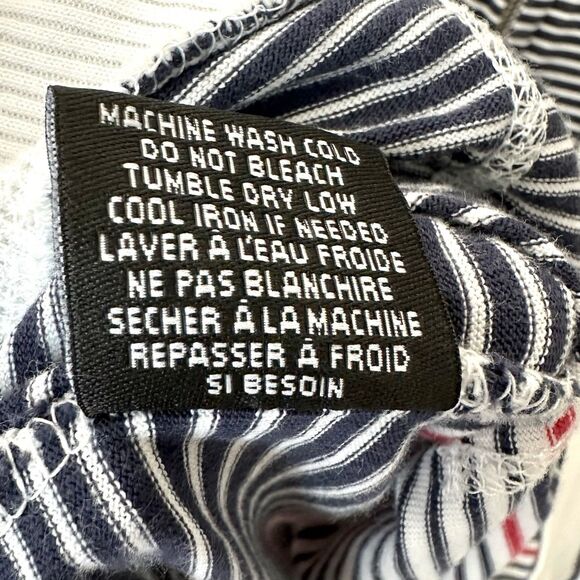 MACHINE WASH COLD
DO NOT BLEACH
TUMBLE DRY LOW
COOL IRON IF NEEDED
LAVER À L'EAU FROIDE
NE PAS BLANCHIRE
SECHER À LA MACHINE
REPASSER À FROID
SI BESOIN